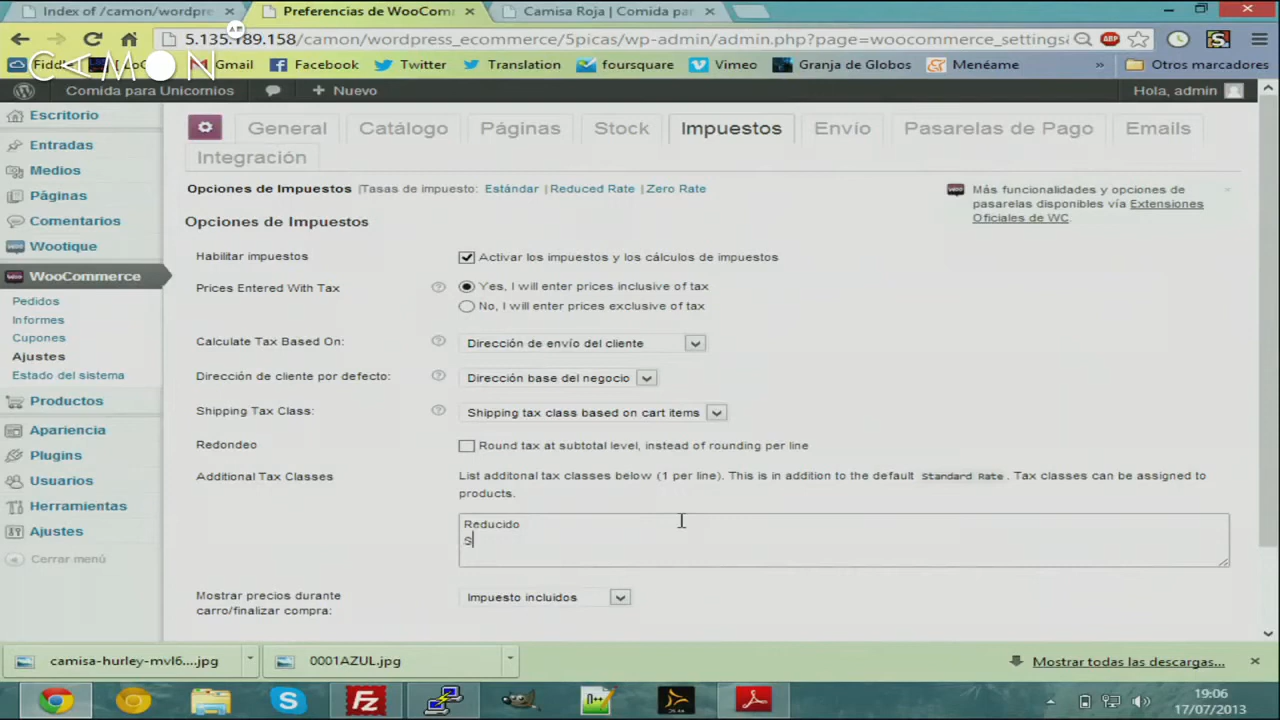 Index of /camon/wordpre
Preferencias de WooComm
Camisa Roja | Comida par
5.135.189.158/camon/wordpress_ecommerce/5picas/wp-admin/admin.php?page=woocommerce_settings&
CAMON
Gmail
Facebook
Twitter
Translation
foursquare
Vimeo
Granja de Globos
Menéame
»
Otros marcadores
Comida para Unicornios
+ Nuevo
Hola, admin
Escritorio
Entradas
Medios
Páginas
Comentarios
Wootique
WooCommerce
Pedidos
Informes
Cupones
Ajustes
Estado del sistema
Productos
Apariencia
Plugins
Usuarios
Herramientas
Ajustes
Cerrar menú
General
Catálogo
Páginas
Stock
Impuestos
Envío
Pasarelas de Pago
Emails
Integración
Opciones de Impuestos |Tasas de impuesto: Estándar | Reduced Rate | Zero Rate
Más funcionalidades y opciones de
pasarelas disponibles vía Extensiones
Oficiales de WC.
Opciones de Impuestos
Habilitar impuestos
Activar los impuestos y los cálculos de impuestos
Prices Entered With Tax
Yes, I will enter prices inclusive of tax
No, I will enter prices exclusive of tax
Calculate Tax Based On:
Dirección de envío del cliente
Dirección de cliente por defecto:
Dirección base del negocio
Shipping Tax Class:
Shipping tax class based on cart items
Redondeo
Round tax at subtotal level, instead of rounding per line
Additional Tax Classes
List additonal tax classes below (1 per line). This is in addition to the default Standard Rate. Tax classes can be assigned to
products.
Reducido
S
Mostrar precios durante
carro/finalizar compra:
Impuesto incluidos
camisa-hurley-mvl6....jpg
0001AZUL.jpg
Mostrar todas las descargas...
19:06
17/07/2013